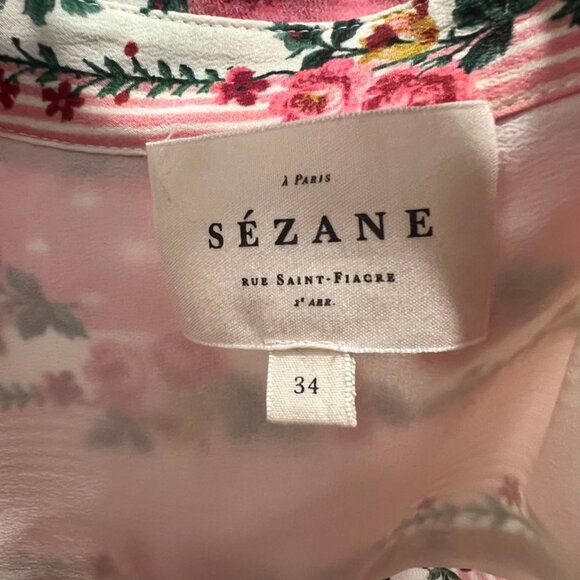 À PARIS
SÉZANE
RUE SAINT-FIACRE
2ᴱ ARR.
34